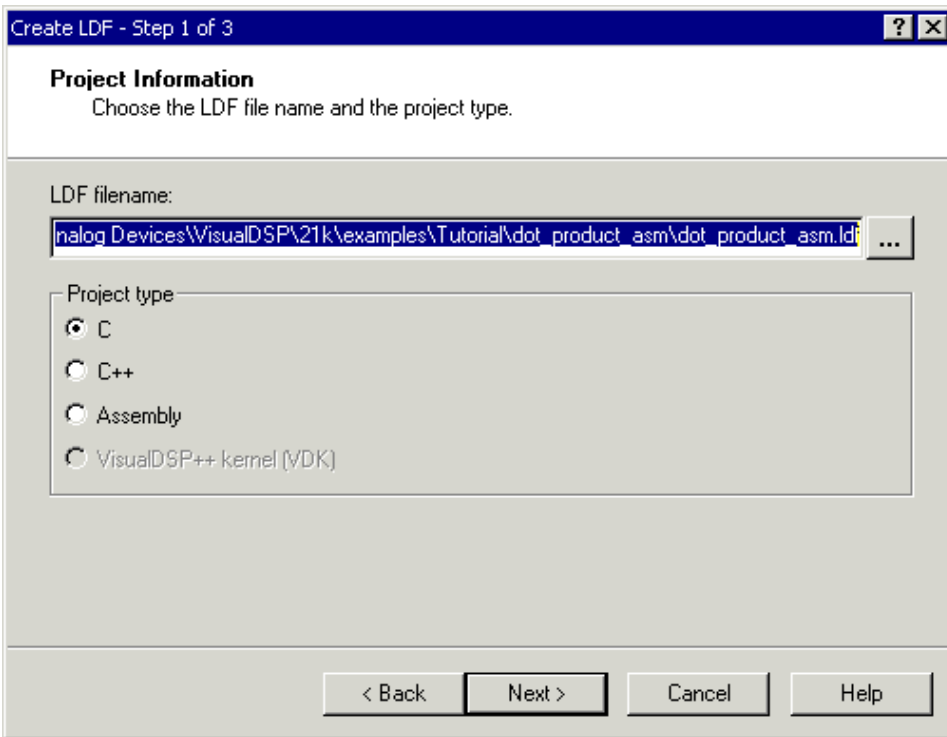 Create LDF - Step 1 of 3
Project Information
Choose the LDF file name and the project type.
LDF filename:
nalog Devices\VisualDSP\21k\examples\Tutorial\dot_product_asm\dot_product_asm.ldf
...
Project type
C
C++
Assembly
VisualDSP++ kernel (VDK)
< Back Next > Cancel Help